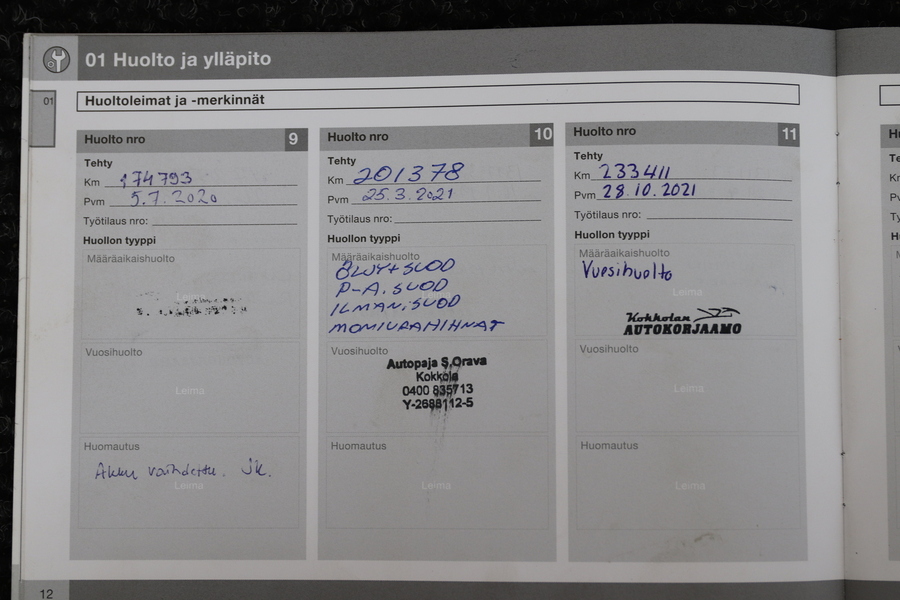 01 Huolto ja ylläpito
01
Huoltoleimat ja -merkinnät
Huolto nro 9
Tehty
Km 174793
Pvm 5.7.2020
Työtilaus nro:
Huollon tyyppi
Määräaikaishuolto
Vuosihuolto
Leima
Huomautus
Akku vaihdettu. JK.
Leima
Huolto nro 10
Tehty
Km 201378
Pvm 25.3.2021
Työtilaus nro:
Huollon tyyppi
Määräaikaishuolto
ÖLJY+SUOD
P-A.SUOD
ILMAN.SUOD
MONIURAHIHNAT
Vuosihuolto
Autopaja S.Orava
Kokkola
0400 835713
Y-2688112-5
Huomautus
Leima
Huolto nro 11
Tehty
Km 233411
Pvm 28.10.2021
Työtilaus nro:
Huollon tyyppi
Määräaikaishuolto
Vuosihuolto
Leima
Kokkolan
AUTOKORJAAMO
Vuosihuolto
Leima
Huomautus
Leima
12